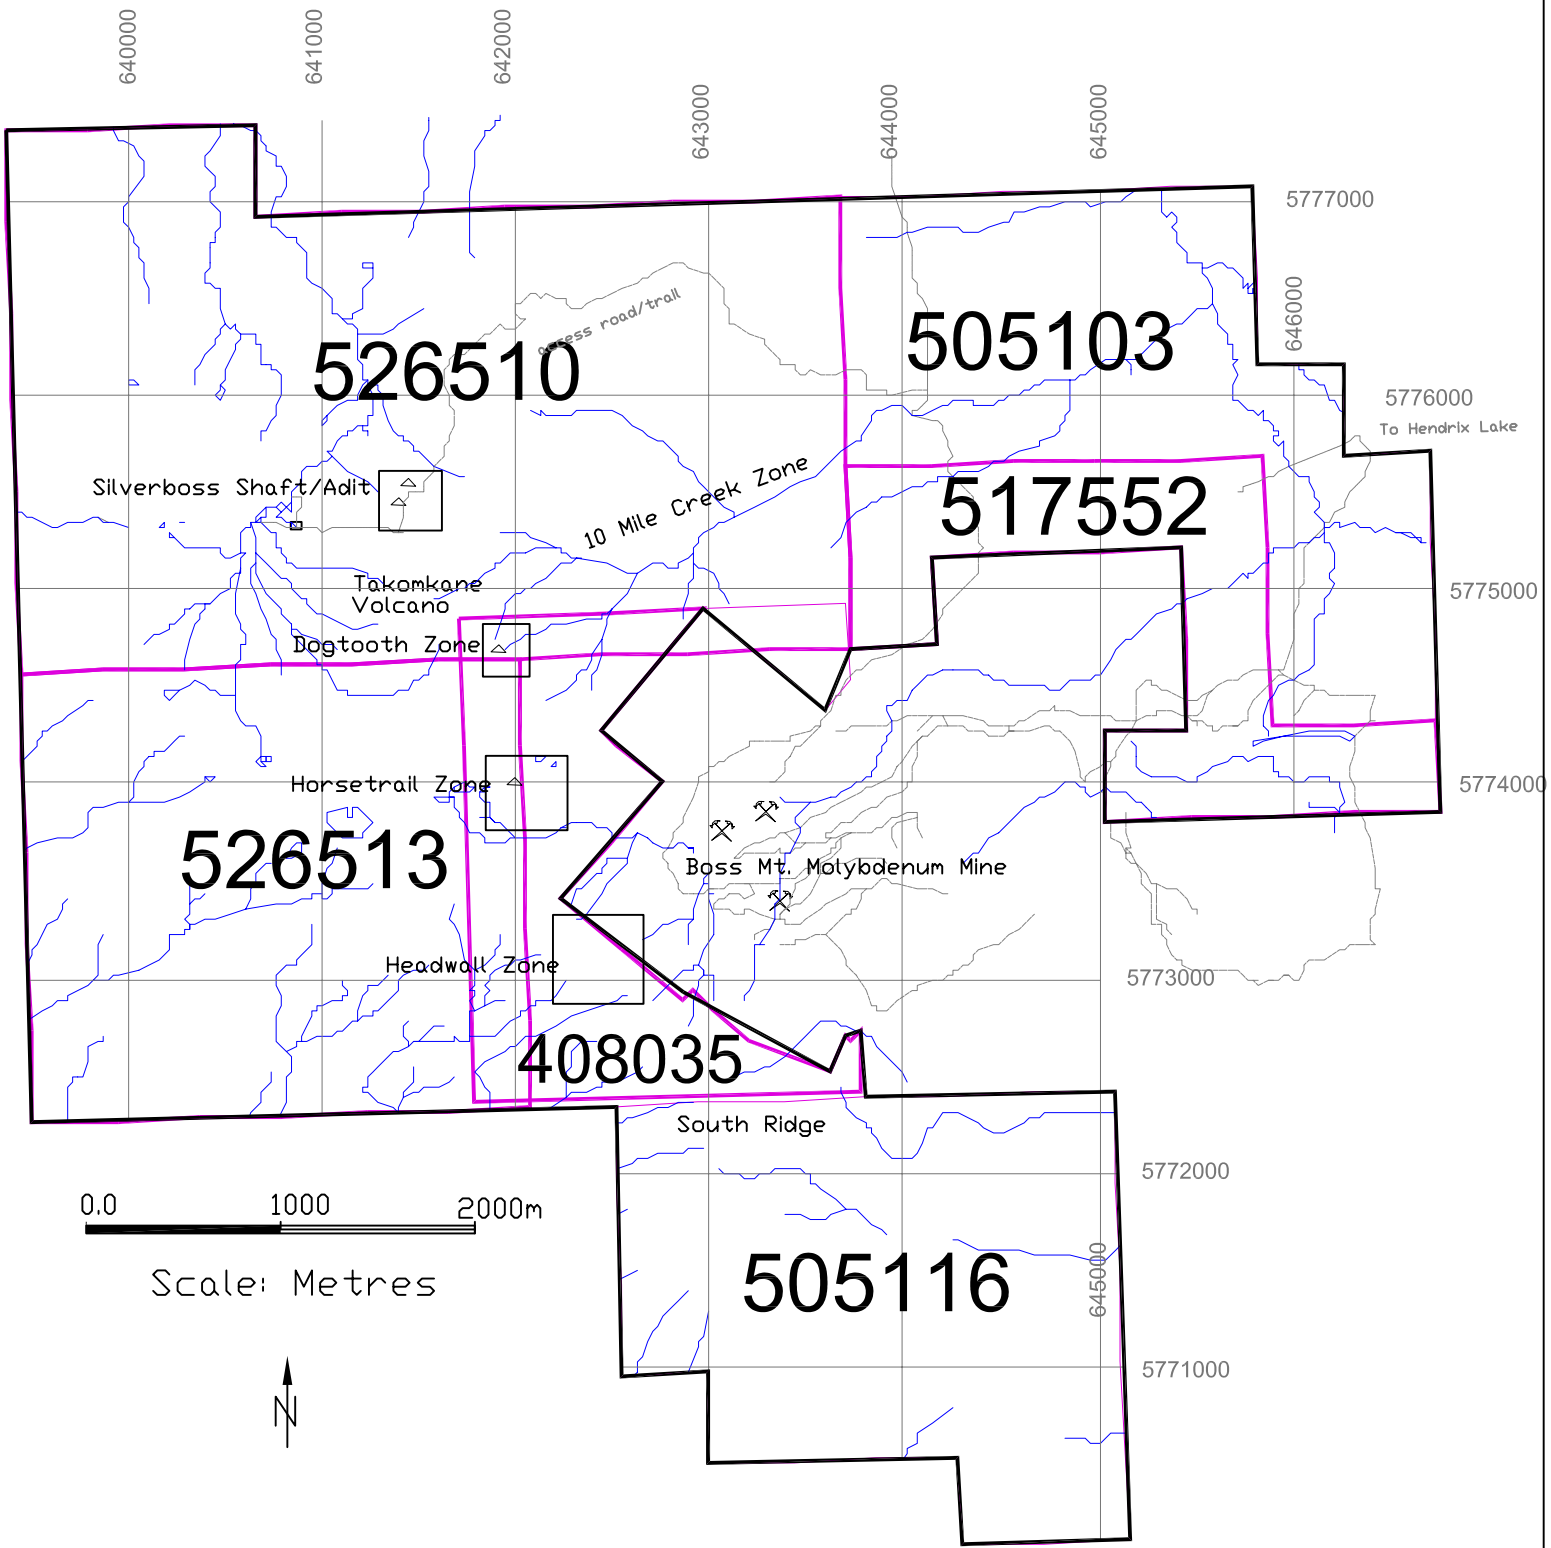 640000
641000
642000
643000
644000
645000
5777000
646000
access road/trail
505103
526510
5776000
To Hendrix Lake
Silverboss Shaft/Adit
10 Mile Creek Zone
517552
Takomkane
Volcano
5775000
Dogtooth Zone
Horsetrail Zone
5774000
526513
Boss Mt. Molybdenum Mine
Headwall Zone
5773000
408035
South Ridge
5772000
0.0 1000 2000m
Scale: Metres
505116
645000
5771000
N